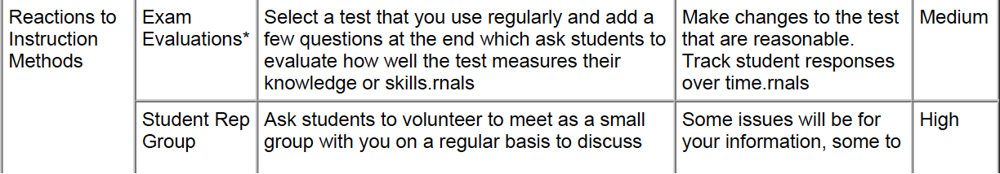 Reactions to
Instruction
Methods
Exam
Evaluations*
Select a test that you use regularly and add a
few questions at the end which ask students to
evaluate how well the test measures their
knowledge or skills.rnals
Make changes to the test
that are reasonable.
Track student responses
over time.rnals
Medium
Student Rep
Group
Ask students to volunteer to meet as a small
group with you on a regular basis to discuss
Some issues will be for
your information, some to
High